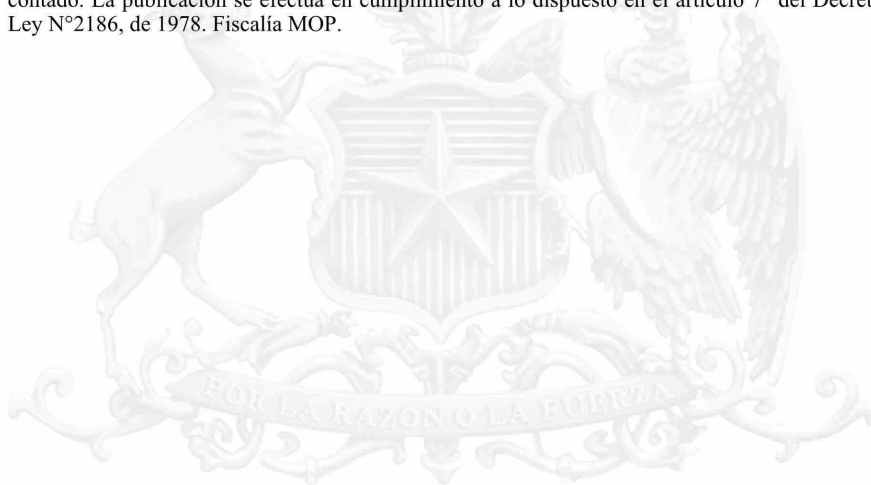 contado. La publicación se efectúa en cumplimiento a lo dispuesto en el artículo 7° del Decreto
Ley N°2186, de 1978. Fiscalía MOP.
POR LA RAZON O LA FUERZA